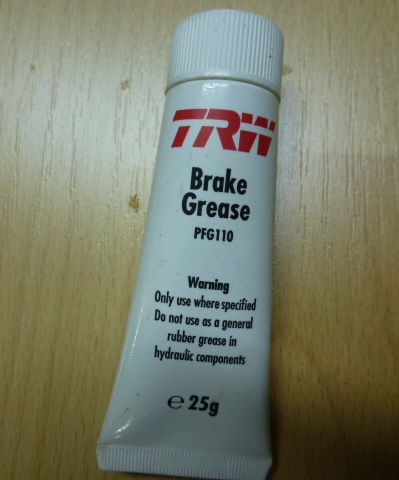 TRW
Brake
Grease
PFG110
Warning
Only use where specified
Do not use as a general
rubber grease in
hydraulic components
℮ 25g